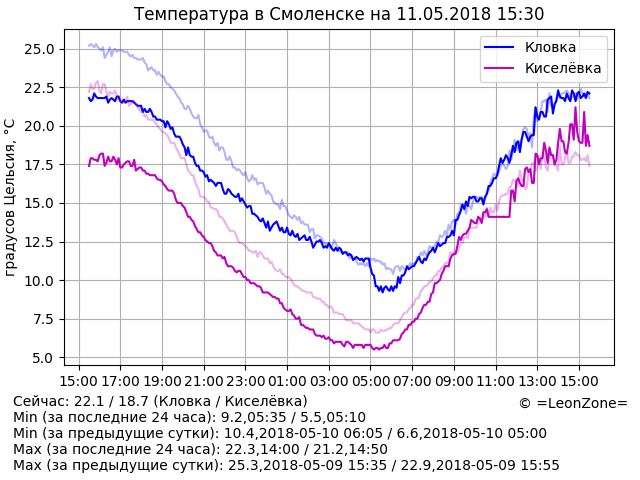 Температура в Смоленске на 11.05.2018 15:30
градусов Цельсия, °C
25.0
22.5
20.0
17.5
15.0
12.5
10.0
7.5
5.0
Кловка
Киселёвка
15:00 17:00 19:00 21:00 23:00 01:00 03:00 05:00 07:00 09:00 11:00 13:00 15:00
Сейчас: 22.1 / 18.7 (Кловка / Киселёвка)
© =LeonZone=
Min (за последние 24 часа): 9.2,05:35 / 5.5,05:10
Min (за предыдущие сутки): 10.4,2018-05-10 06:05 / 6.6,2018-05-10 05:00
Max (за последние 24 часа): 22.3,14:00 / 21.2,14:50
Max (за предыдущие сутки): 25.3,2018-05-09 15:35 / 22.9,2018-05-09 15:55